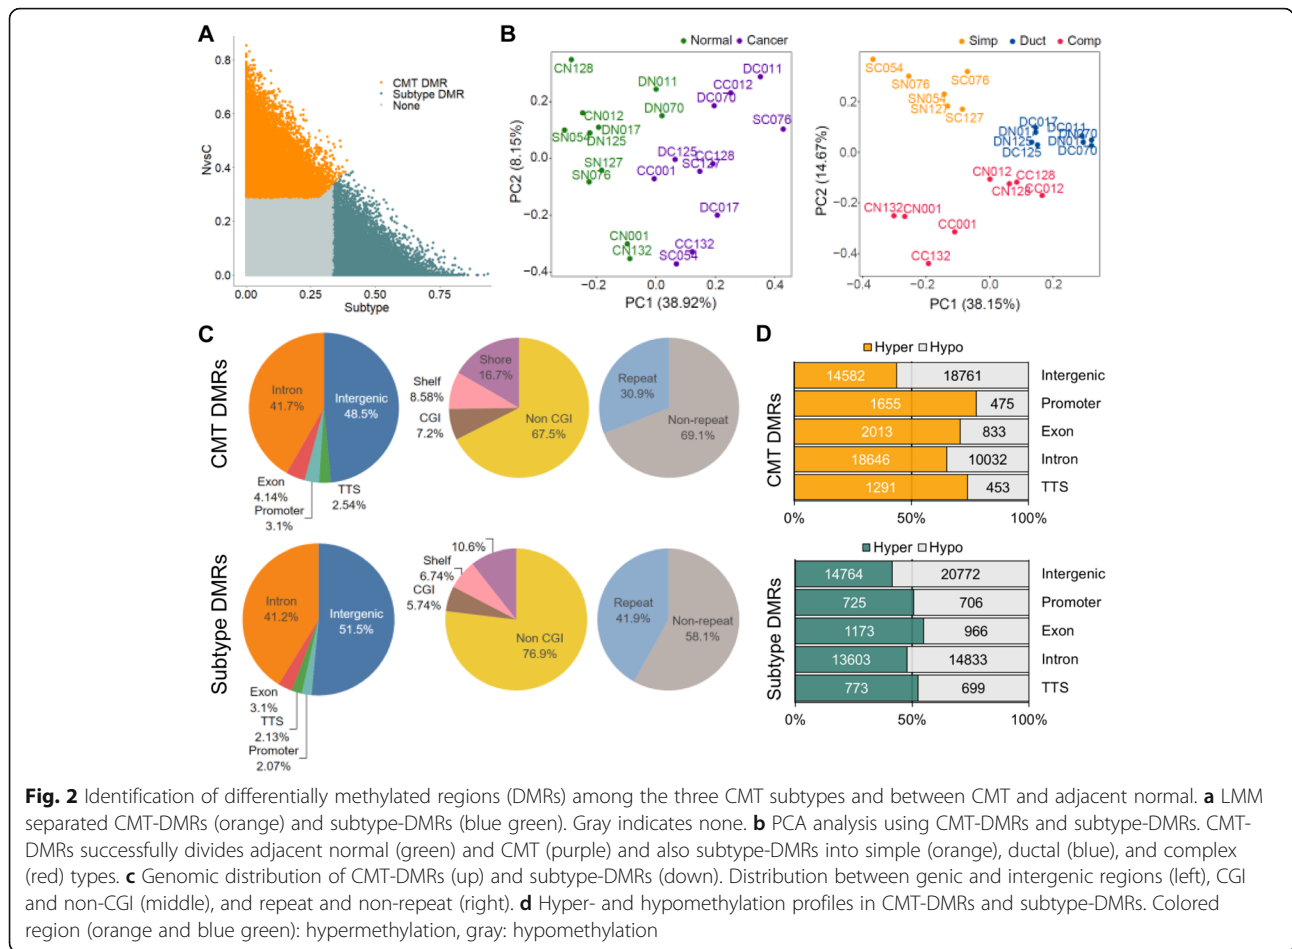 A
0.8
0.6
0.4
0.2
0.0
NvsC
CMT DMR
Subtype DMR
None
0.00
0.25
0.50
0.75
Subtype
B
Normal Cancer
CN128
DN011
DN070
CN012
DN017
SN054
DN125
SN127
SN076
CN001
CN132
DC011
CC012
DC070
SC076
DC125
CC128
SC127
CC001
DC017
CC132
SC054
0.2
0.0
−0.2
−0.4
PC2 (8.15%)
−0.2
0.0
0.2
0.4
PC1 (38.92%)
Simp Duct Comp
SC054
SN076
SC076
SN054
SN127
SC127
DC017
DC011
DN017
DN070
DN125
DN011
DC125
DC070
CN012
CC128
CN128
CC012
CN132
CN001
CC001
CC132
0.2
0.0
−0.2
−0.4
PC2 (14.67%)
−0.4
−0.2
0.0
0.2
PC1 (38.15%)
C
CMT DMRs
Intron
41.7%
Intergenic
48.5%
Exon
4.14%
Promoter
3.1%
TTS
2.54%
Shore
16.7%
Shelf
8.58%
CGI
7.2%
Non CGI
67.5%
Repeat
30.9%
Non-repeat
69.1%
Subtype DMRs
Intron
41.2%
Intergenic
51.5%
Exon
3.1%
TTS
2.13%
Promoter
2.07%
10.6%
Shelf
6.74%
CGI
5.74%
Non CGI
76.9%
Repeat
41.9%
Non-repeat
58.1%
D
Hyper Hypo
CMT DMRs
14582 18761 Intergenic
1655 475 Promoter
2013 833 Exon
18646 10032 Intron
1291 453 TTS
0% 50% 100%
Hyper Hypo
Subtype DMRs
14764 20772 Intergenic
725 706 Promoter
1173 966 Exon
13603 14833 Intron
773 699 TTS
0% 50% 100%
Fig. 2 Identification of differentially methylated regions (DMRs) among the three CMT subtypes and between CMT and adjacent normal. a LMM
separated CMT-DMRs (orange) and subtype-DMRs (blue green). Gray indicates none. b PCA analysis using CMT-DMRs and subtype-DMRs. CMT-
DMRs successfully divides adjacent normal (green) and CMT (purple) and also subtype-DMRs into simple (orange), ductal (blue), and complex
(red) types. c Genomic distribution of CMT-DMRs (up) and subtype-DMRs (down). Distribution between genic and intergenic regions (left), CGI
and non-CGI (middle), and repeat and non-repeat (right). d Hyper- and hypomethylation profiles in CMT-DMRs and subtype-DMRs. Colored
region (orange and blue green): hypermethylation, gray: hypomethylation